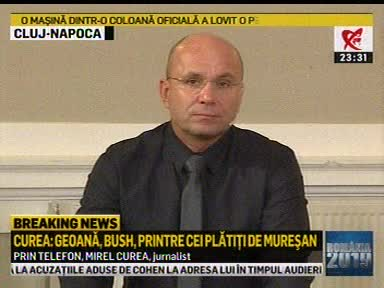 O MAȘINĂ DINTR-O COLOANĂ OFICIALĂ A LOVIT O
CLUJ-NAPOCA
23:31
BREAKING NEWS
CUREA: GEOANĂ, BUSH, PRINTRE CEI PLĂTIȚI DE MUREȘAN
PRIN TELEFON, MIREL CUREA, jurnalist
ROMÂNIA
2019
LA ACUZAȚIILE ADUSE DE COHEN LA ADRESA LUI ÎN TIMPUL AUDIERI